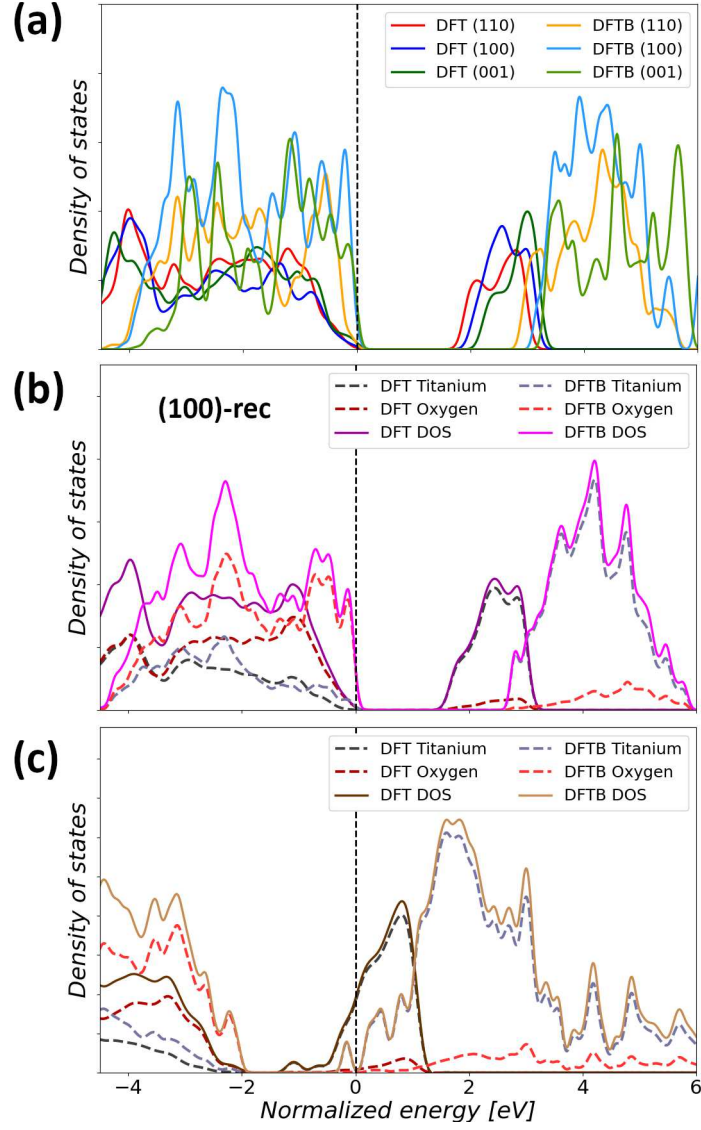 (a)
DFT (110)
DFT (100)
DFT (001)
DFTB (110)
DFTB (100)
DFTB (001)
Density of states
(b)
(100)-rec
DFT Titanium
DFT Oxygen
DFT DOS
DFTB Titanium
DFTB Oxygen
DFTB DOS
Density of states
(c)
DFT Titanium
DFT Oxygen
DFT DOS
DFTB Titanium
DFTB Oxygen
DFTB DOS
Density of states
−4 −2 0 2 4 6
Normalized energy [eV]